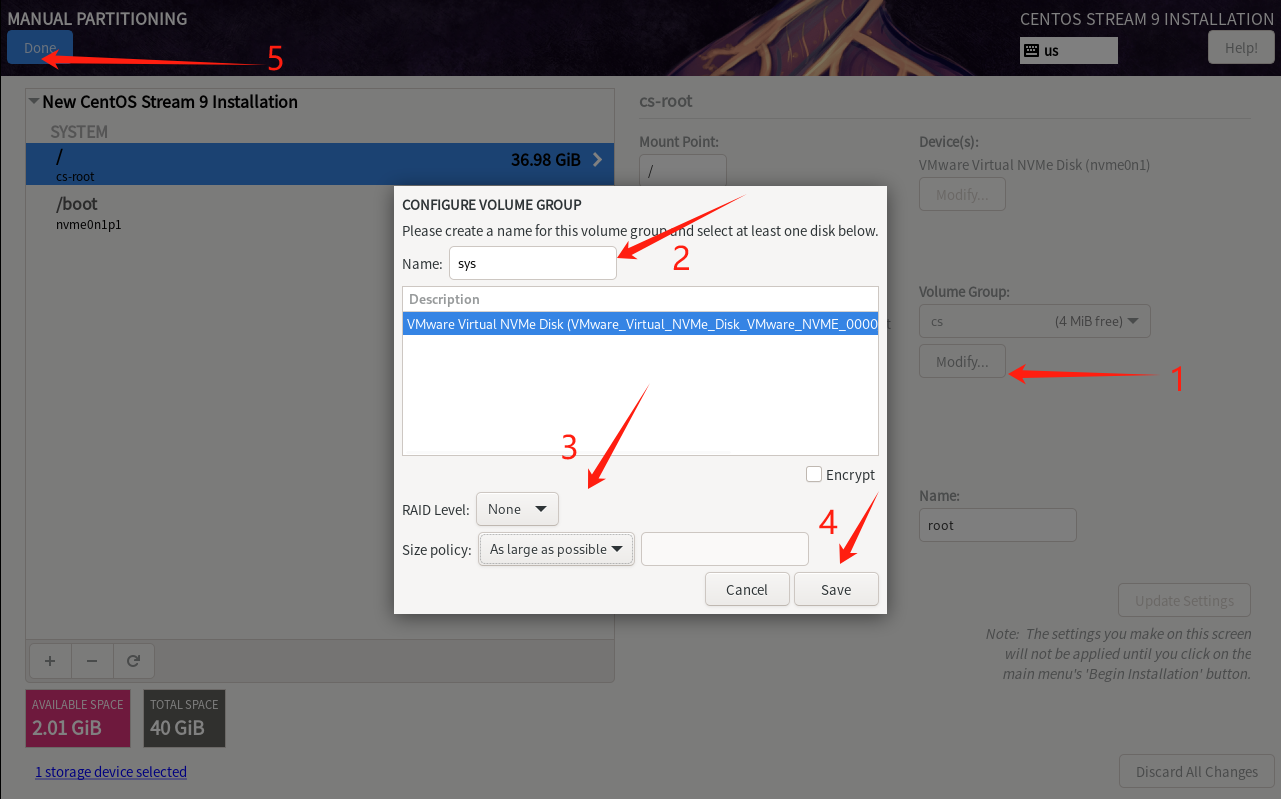 MANUAL PARTITIONING
CENTOS STREAM 9 INSTALLATION
Done
5
us
Help!
New CentOS Stream 9 Installation
SYSTEM
/
36.98 GiB
cs-root
/boot
nvme0n1p1
cs-root
Mount Point:
/
Device(s):
VMware Virtual NVMe Disk (nvme0n1)
Modify...
CONFIGURE VOLUME GROUP
Please create a name for this volume group and select at least one disk below.
Name:
sys
2
Description
VMware Virtual NVMe Disk (VMware_Virtual_NVMe_Disk_VMware_NVME_0000
3
Encrypt
RAID Level:
None
4
Size policy:
As large as possible
Cancel
Save
Volume Group:
cs
(4 MiB free)
t
Modify...
1
Name:
root
Update Settings
Note: The settings you make on this screen
will not be applied until you click on the
main menu's 'Begin Installation' button.
+
−
AVAILABLE SPACE
2.01 GiB
TOTAL SPACE
40 GiB
1 storage device selected
Discard All Changes